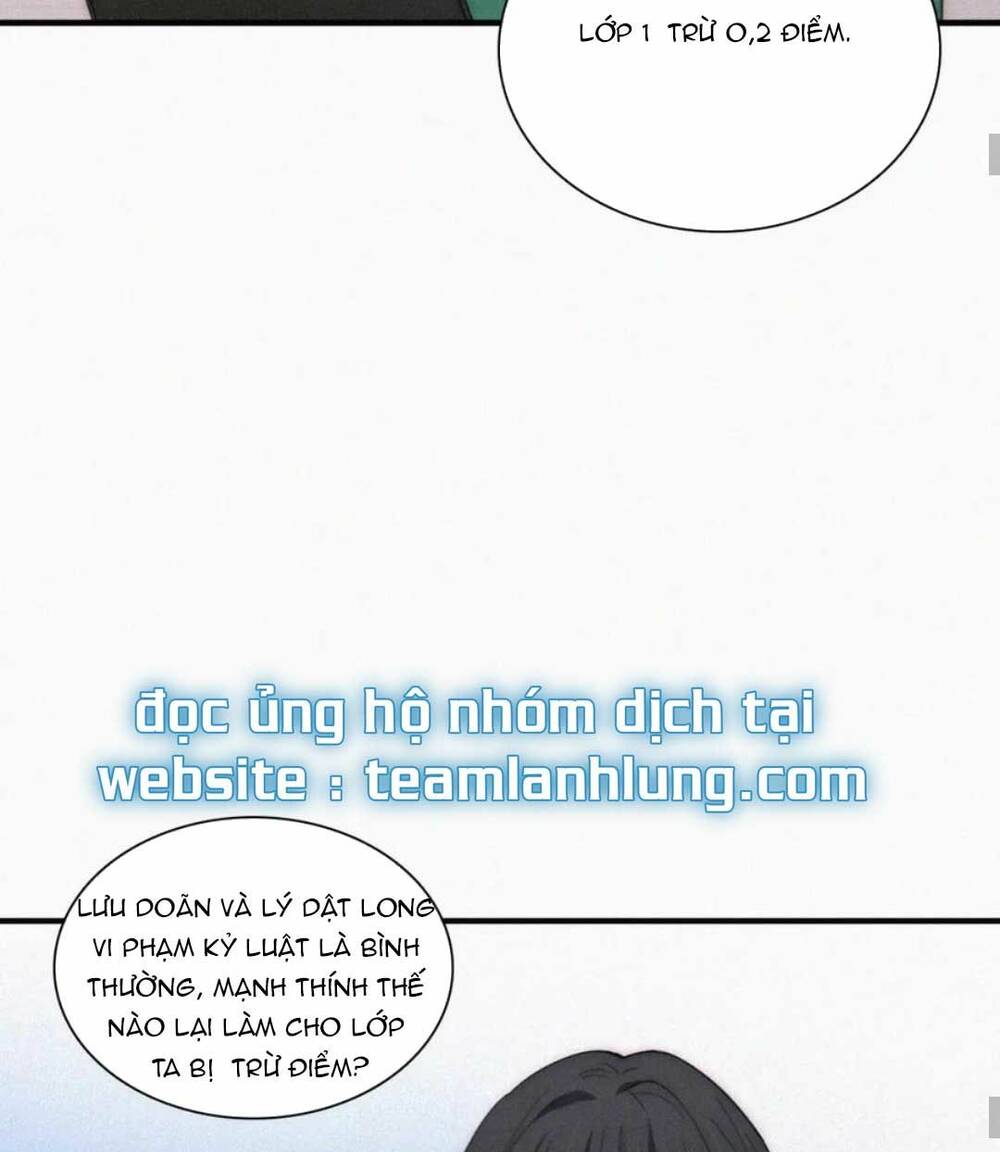 LỚP 1 TRỪ 0,2 ĐIỂM.
đọc ủng hộ nhóm dịch tại
website : teamlanhlung.com
LƯU DOÃN VÀ LÝ DẬT LONG
VI PHẠM KỶ LUẬT LÀ BÌNH
THƯỜNG, MẠNH THÍNH THẾ
NÀO LẠI LÀM CHO LỚP
TA BỊ TRỪ ĐIỂM?